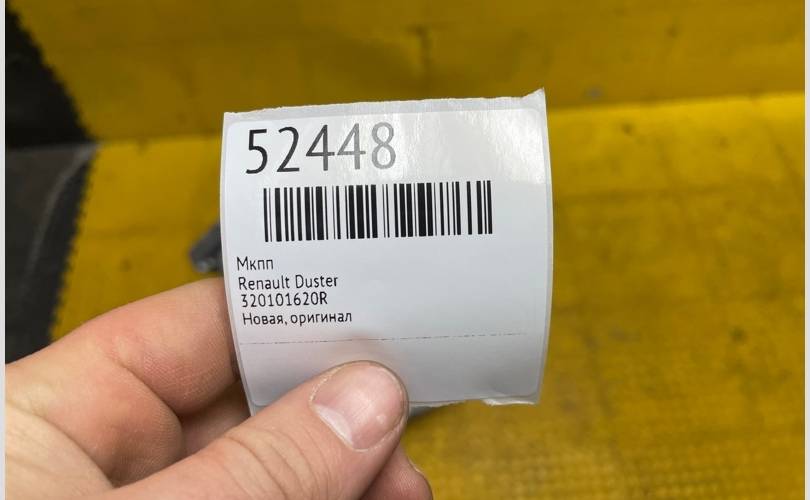 52448
Мкпп
Renault Duster
320101620R
Новая, оригинал